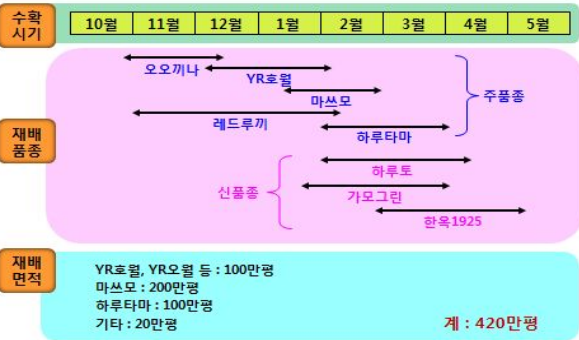 수확
시기
10월 11월 12월 1월 2월 3월 4월 5월
오오끼나
YR호월
마쓰모
주품종
레드루끼
하루타마
재배
품종
하루토
신품종
가모그린
한옥1925
재배
면적
YR호월, YR오월 등 : 100만평
마쓰모 : 200만평
하루타마 : 100만평
기타 : 20만평
계 : 420만평